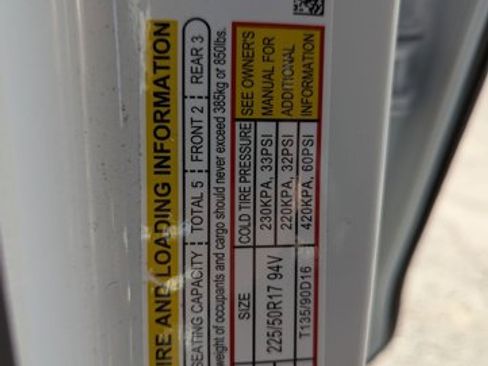 IRE AND LOADING INFORMATION
SEATING CAPACITY TOTAL 5 FRONT 2 REAR 3
weight of occupants and cargo should never exceed 385kg or 850lbs.
SIZE COLD TIRE PRESSURE SEE OWNER'S
225/50R17 94V 230KPA, 33PSI MANUAL FOR
220KPA, 32PSI ADDITIONAL
T135/90D16 420KPA, 60PSI INFORMATION